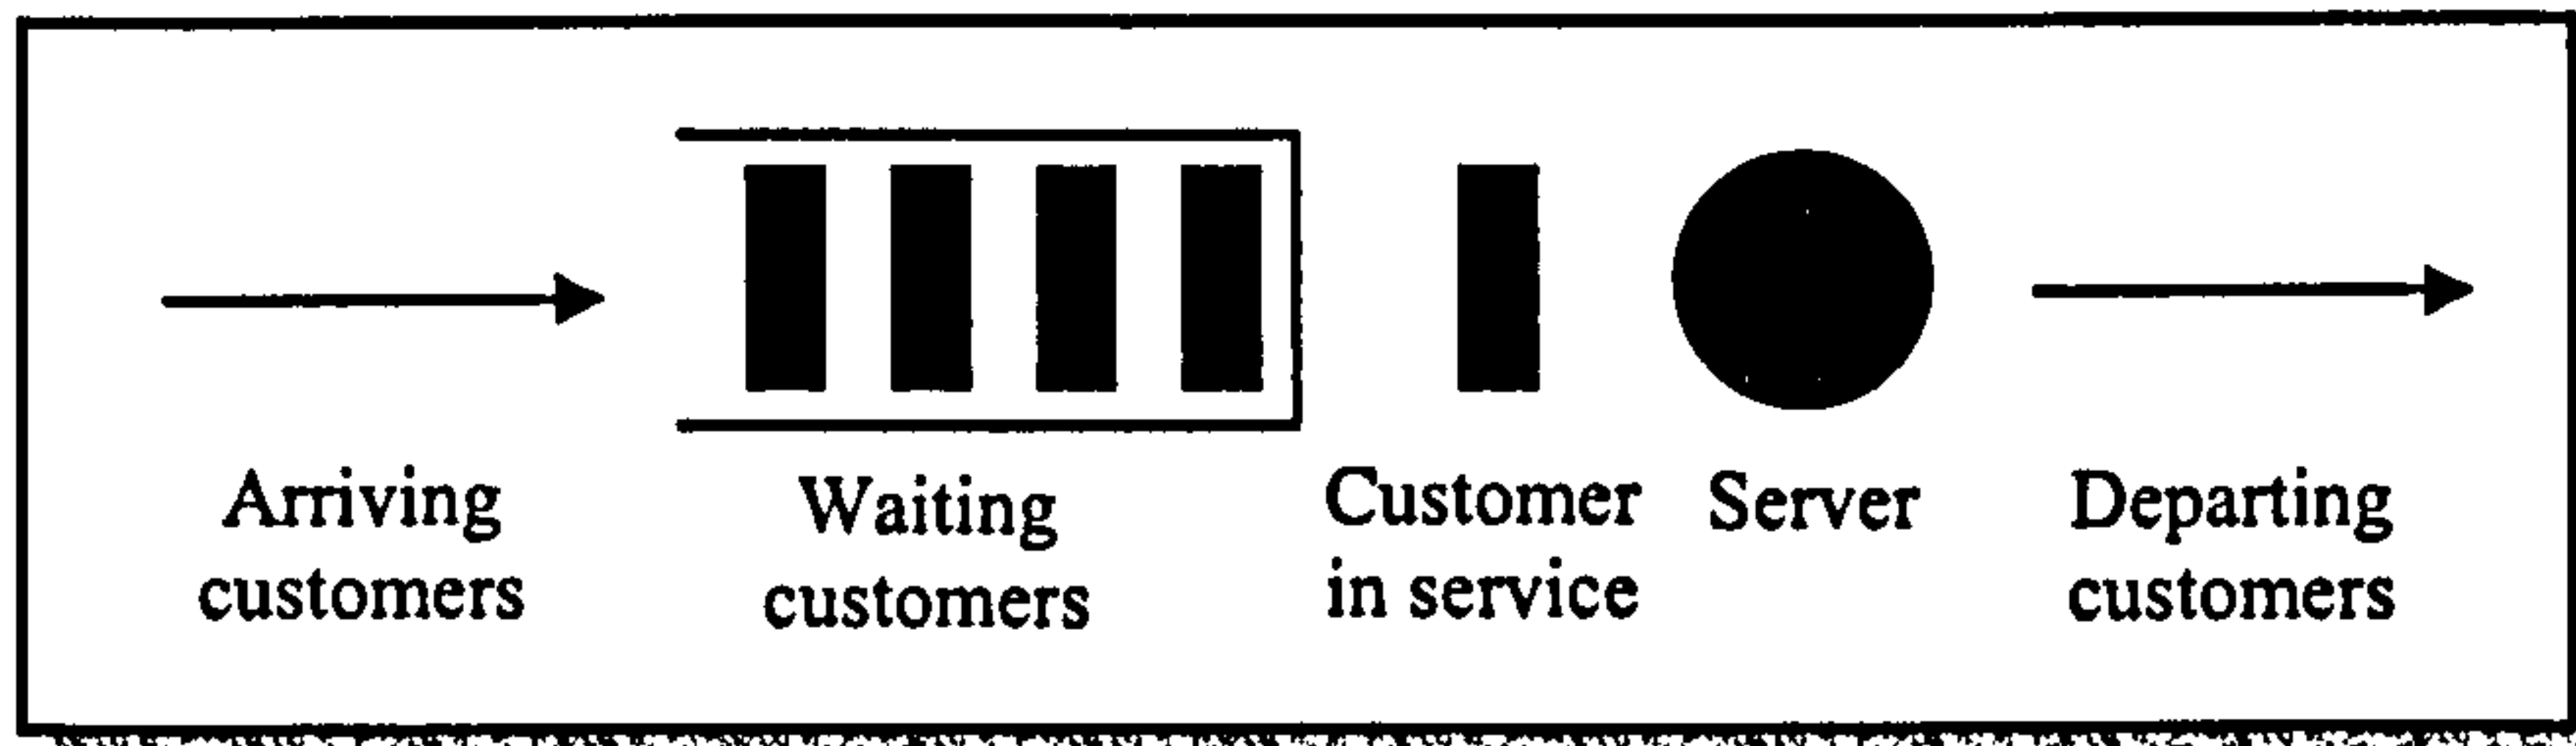 Arriving
customers
Waiting
customers
Customer
in service
Server
Departing
customers